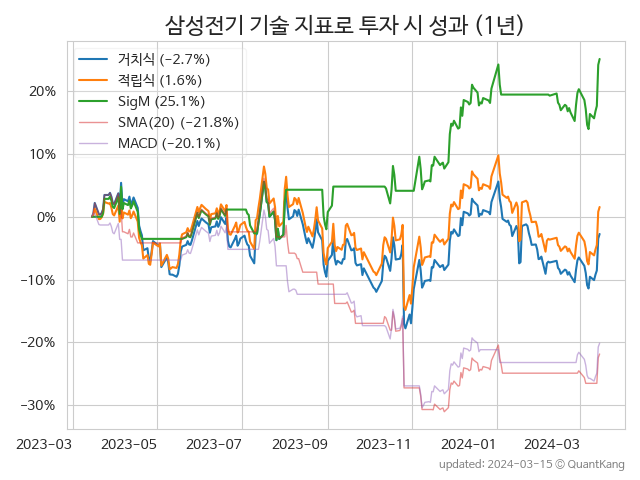 삼성전기 기술 지표로 투자 시 성과 (1년)
거치식 (−2.7%)
적립식 (1.6%)
SigM (25.1%)
SMA(20) (−21.8%)
MACD (−20.1%)
20%
10%
0%
−10%
−20%
−30%
2023-03 2023-05 2023-07 2023-09 2023-11 2024-01 2024-03
updated: 2024-03-15 © QuantKang